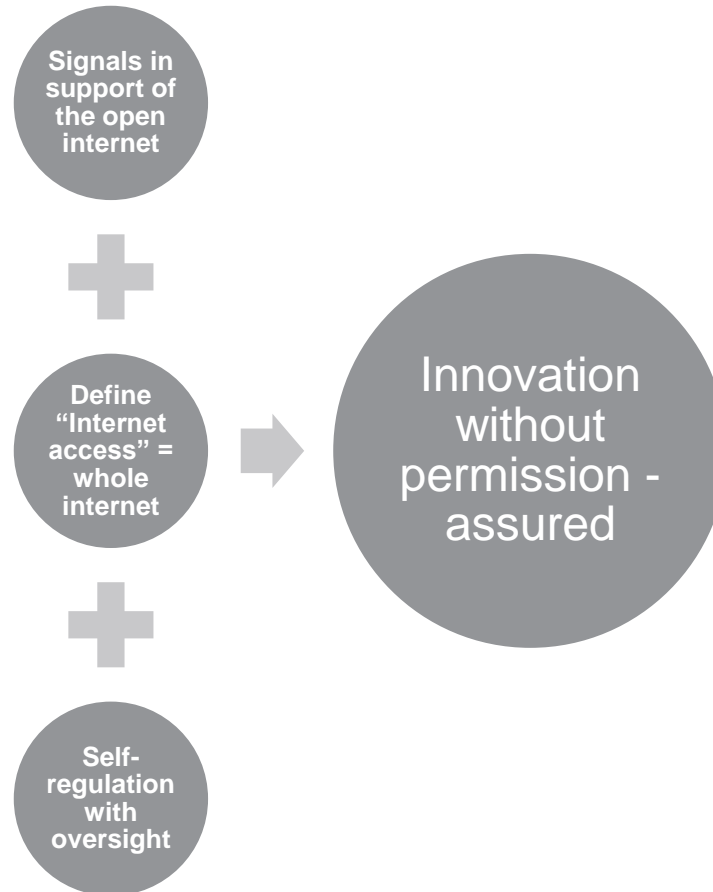 Signals in
support of
the open
internet
Define
“Internet
access” =
whole
internet
Self-
regulation
with
oversight
Innovation
without
permission -
assured